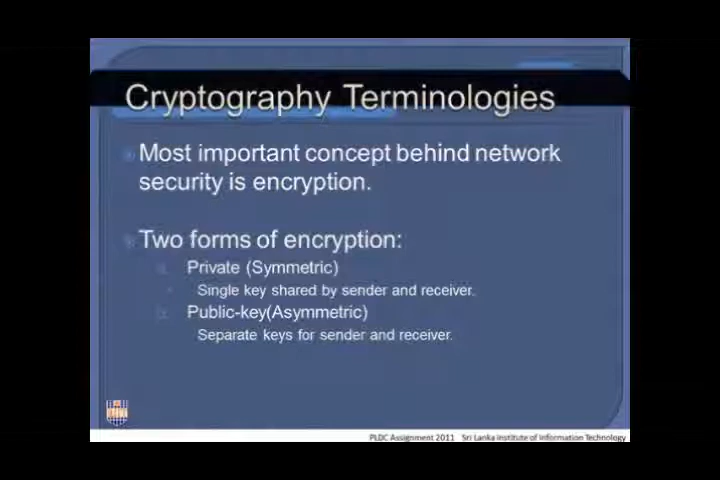 Cryptography Terminologies
Most important concept behind network
security is encryption.
Two forms of encryption:
Private (Symmetric)
Single key shared by sender and receiver.
Public-key(Asymmetric)
Separate keys for sender and receiver.
PLDC Assignment 2011 Sri Lanka Institute of Information Technology